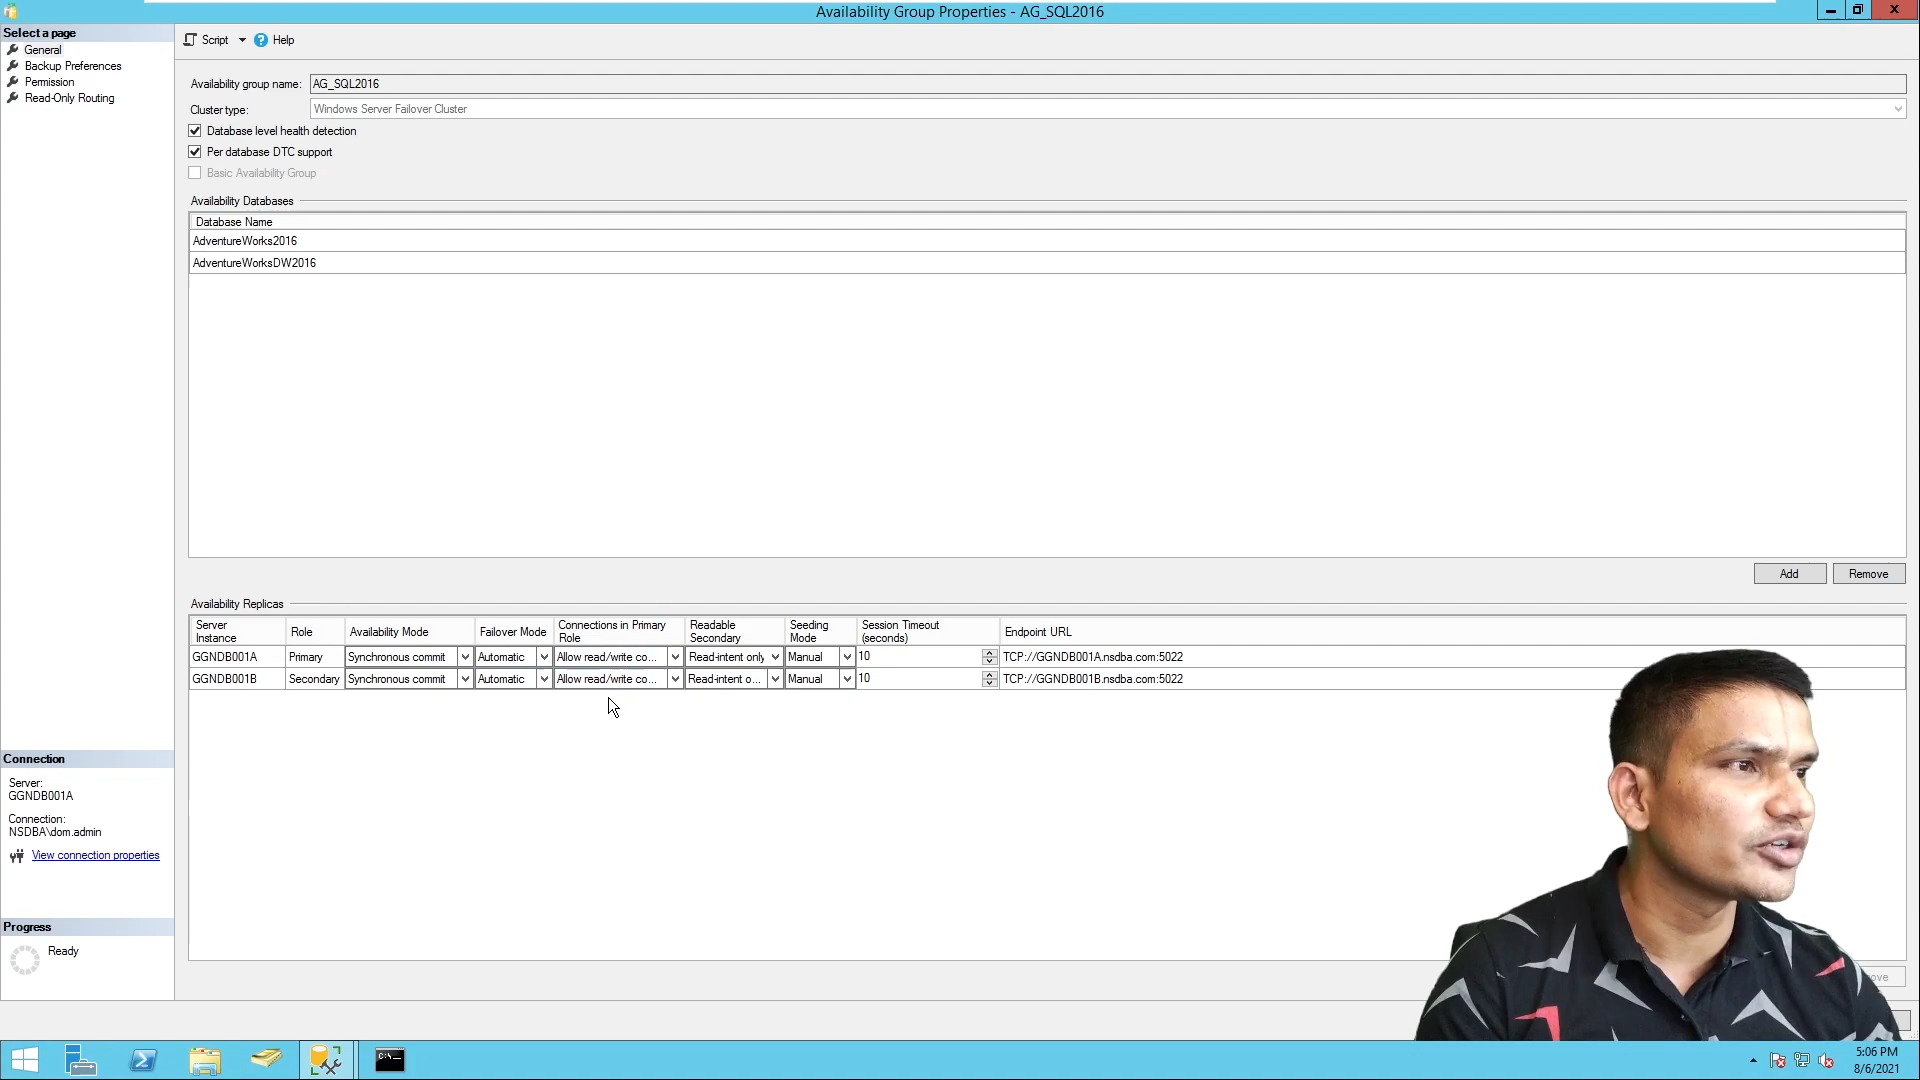 Availability Group Properties - AG_SQL2016
Select a page
General
Backup Preferences
Permission
Read-Only Routing
Script
Help
Availability group name: AG_SQL2016
Cluster type: Windows Server Failover Cluster
Database level health detection
Per database DTC support
Basic Availability Group
Availability Databases
Database Name
AdventureWorks2016
AdventureWorksDW2016
Add
Remove
Availability Replicas
Server Instance
Role
Availability Mode
Failover Mode
Connections in Primary Role
Readable Secondary
Seeding Mode
Session Timeout (seconds)
Endpoint URL
GGNDB001A Primary Synchronous commit Automatic Allow read/write co... Read-intent only Manual 10 TCP://GGNDB001A.nsdba.com:5022
GGNDB001B Secondary Synchronous commit Automatic Allow read/write co... Read-intent o... Manual 10 TCP://GGNDB001B.nsdba.com:5022
Connection
Server:
GGNDB001A
Connection:
NSDBA\dom.admin
View connection properties
Progress
Ready
5:06 PM
8/6/2021